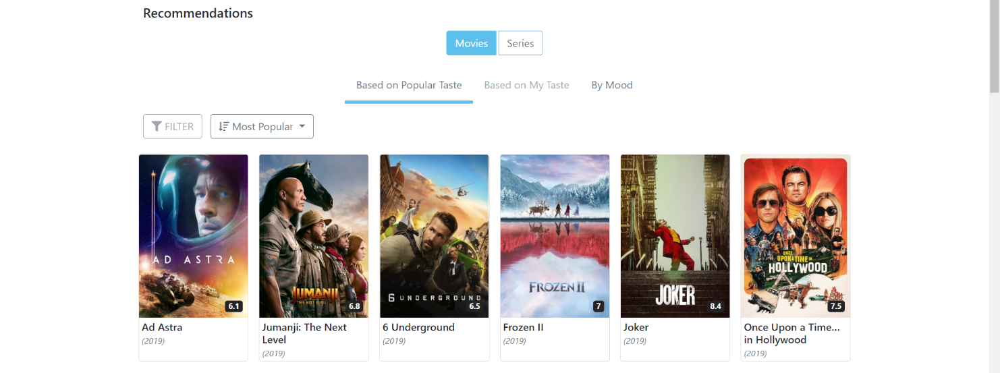 Recommendations
Movies Series
Based on Popular Taste Based on My Taste By Mood
FILTER Most Popular
AD ASTRA
6.1
Ad Astra
(2019)
JUMANJI
THE NEXT LEVEL
6.8
Jumanji: The Next
Level
(2019)
6 UNDERGROUND
6.5
6 Underground
(2019)
FROZEN II
7
Frozen II
(2019)
JOKER
8.4
Joker
(2019)
ONCE
UPON A TIME IN...
HOLLYWOOD
7.5
Once Upon a Time...
in Hollywood
(2019)